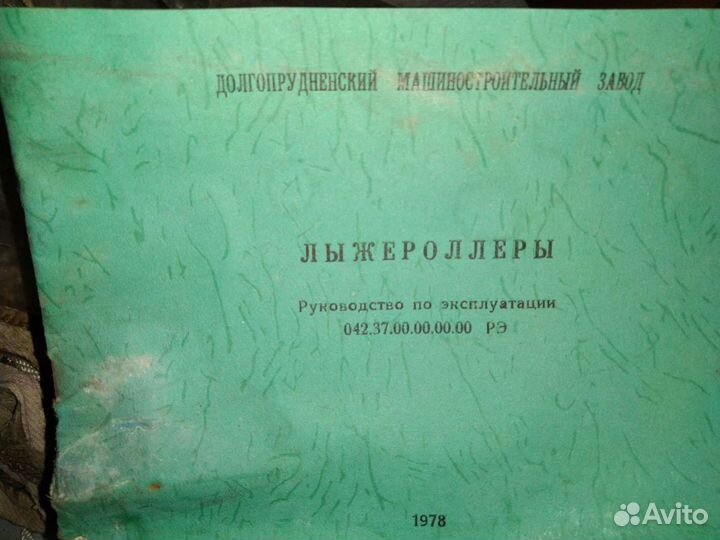 ДОЛГОПРУДНЕНСКИЙ МАШИНОСТРОИТЕЛЬНЫЙ ЗАВОД
ЛЫЖЕРОЛЛЕРЫ
Руководство по эксплуатации
042.37.00.00.00.00 РЭ
1978
Avito